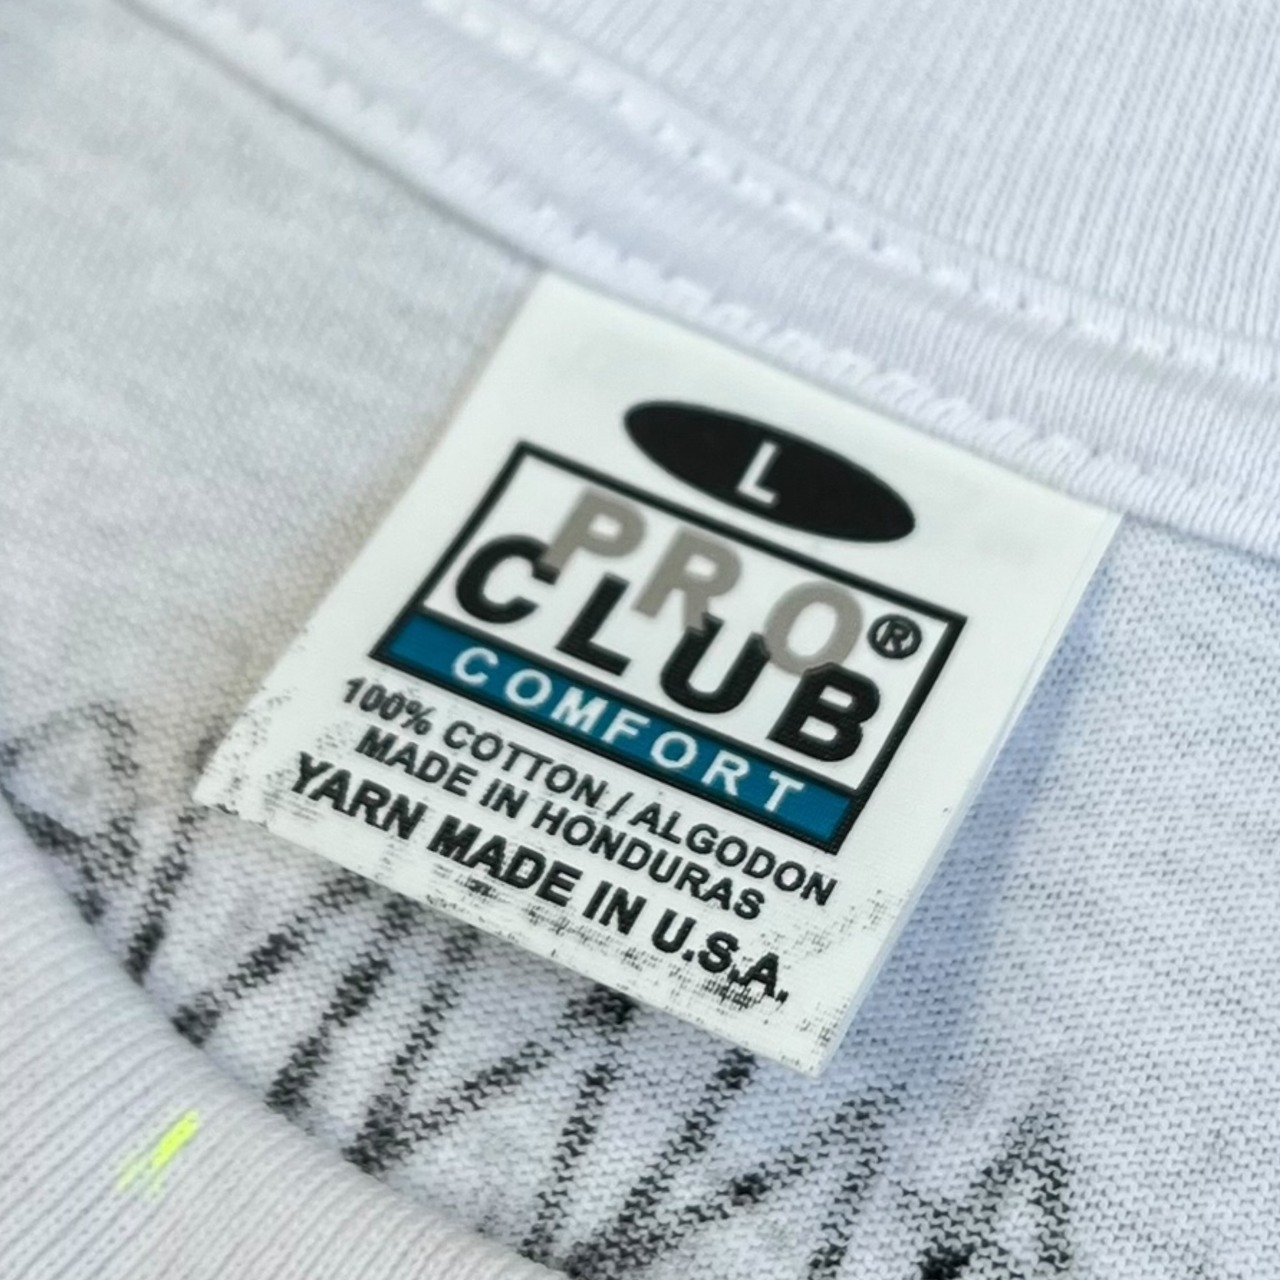 L
PRO
CLUB®
COMFORT
100% COTTON / ALGODON
MADE IN HONDURAS
YARN MADE IN U.S.A.